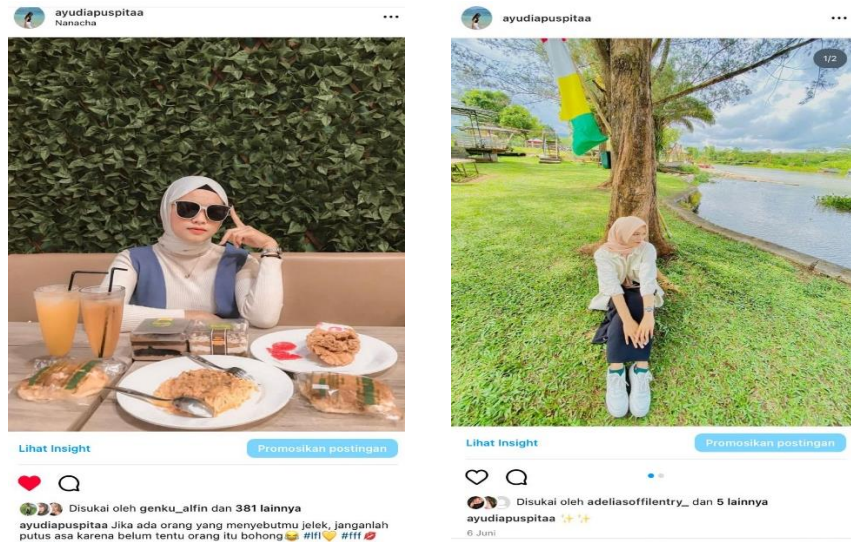 ayudiapuspitaa
Nanacha
Lihat Insight
Promosikan postingan
Disukai oleh genku_alfin dan 381 lainnya
ayudiapuspitaa Jika ada orang yang menyebutmu jelek, janganlah
putus asa karena belum tentu orang itu bohong😂 #lfl💛 #fff💋
ayudiapuspitaa
1/2
Lihat Insight
Promosikan postingan
Disukai oleh adeliasoffilentry_ dan 5 lainnya
ayudiapuspitaa ✨ ✨
6 Juni